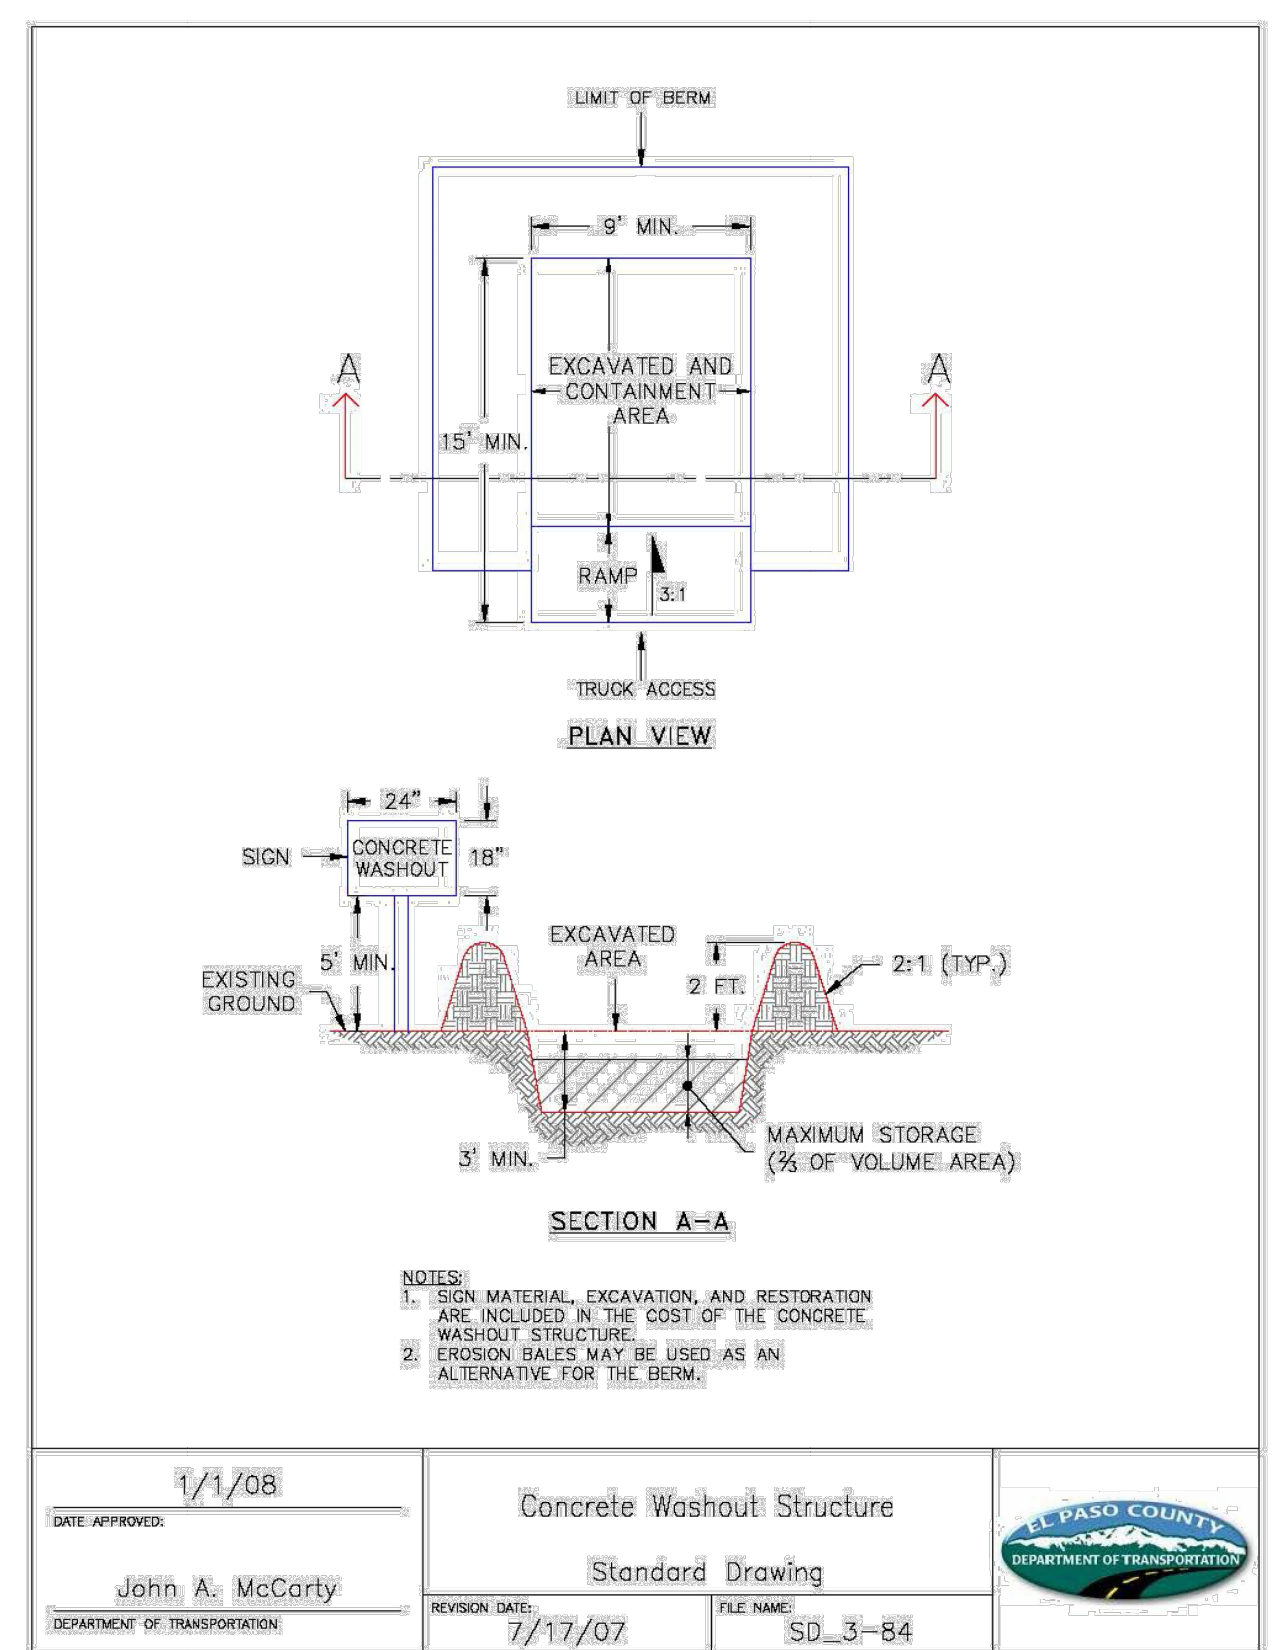 LIMIT OF BERM
9' MIN.
A
A
EXCAVATED AND
CONTAINMENT
AREA
15' MIN.
RAMP
3:1
TRUCK ACCESS
PLAN VIEW
24"
SIGN
CONCRETE
WASHOUT
18"
EXCAVATED
AREA
5' MIN.
2 FT.
2:1 (TYP.)
EXISTING
GROUND
3' MIN.
MAXIMUM STORAGE
(⅔ OF VOLUME AREA)
SECTION A-A
NOTES:
1. SIGN MATERIAL, EXCAVATION, AND RESTORATION
ARE INCLUDED IN THE COST OF THE CONCRETE
WASHOUT STRUCTURE.
2. EROSION BALES MAY BE USED AS AN
ALTERNATIVE FOR THE BERM.
1/1/08
DATE APPROVED:
John A. McCarty
DEPARTMENT OF TRANSPORTATION
Concrete Washout Structure
Standard Drawing
REVISION DATE:
7/17/07
FILE NAME:
SD_3-84
EL PASO COUNTY
DEPARTMENT OF TRANSPORTATION